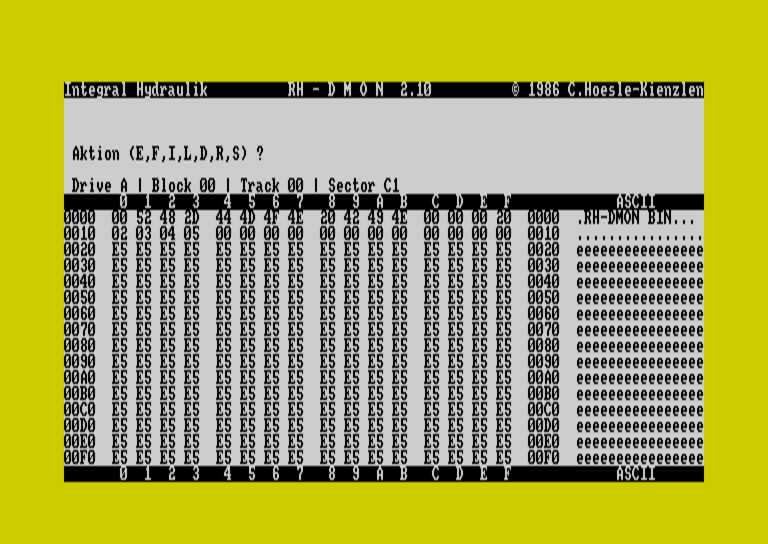 Integral Hydraulik RH - D M O N 2.10 © 1986 C.Hoesle-Kienzlen
Aktion (E,F,I,L,D,R,S) ?
Drive A | Block 00 | Track 00 | Sector C1
0 1 2 3 4 5 6 7 8 9 A B C D E F ASCII
0000 00 52 48 2D 44 4D 4F 4E 20 42 49 4E 00 00 00 20 0000 .RH-DMON BIN... 
0010 02 03 04 05 00 00 00 00 00 00 00 00 00 00 00 00 0010 ................
0020 E5 E5 E5 E5 E5 E5 E5 E5 E5 E5 E5 E5 E5 E5 E5 E5 0020 eeeeeeeeeeeeeeee
0030 E5 E5 E5 E5 E5 E5 E5 E5 E5 E5 E5 E5 E5 E5 E5 E5 0030 eeeeeeeeeeeeeeee
0040 E5 E5 E5 E5 E5 E5 E5 E5 E5 E5 E5 E5 E5 E5 E5 E5 0040 eeeeeeeeeeeeeeee
0050 E5 E5 E5 E5 E5 E5 E5 E5 E5 E5 E5 E5 E5 E5 E5 E5 0050 eeeeeeeeeeeeeeee
0060 E5 E5 E5 E5 E5 E5 E5 E5 E5 E5 E5 E5 E5 E5 E5 E5 0060 eeeeeeeeeeeeeeee
0070 E5 E5 E5 E5 E5 E5 E5 E5 E5 E5 E5 E5 E5 E5 E5 E5 0070 eeeeeeeeeeeeeeee
0080 E5 E5 E5 E5 E5 E5 E5 E5 E5 E5 E5 E5 E5 E5 E5 E5 0080 eeeeeeeeeeeeeeee
0090 E5 E5 E5 E5 E5 E5 E5 E5 E5 E5 E5 E5 E5 E5 E5 E5 0090 eeeeeeeeeeeeeeee
00A0 E5 E5 E5 E5 E5 E5 E5 E5 E5 E5 E5 E5 E5 E5 E5 E5 00A0 eeeeeeeeeeeeeeee
00B0 E5 E5 E5 E5 E5 E5 E5 E5 E5 E5 E5 E5 E5 E5 E5 E5 00B0 eeeeeeeeeeeeeeee
00C0 E5 E5 E5 E5 E5 E5 E5 E5 E5 E5 E5 E5 E5 E5 E5 E5 00C0 eeeeeeeeeeeeeeee
00D0 E5 E5 E5 E5 E5 E5 E5 E5 E5 E5 E5 E5 E5 E5 E5 E5 00D0 eeeeeeeeeeeeeeee
00E0 E5 E5 E5 E5 E5 E5 E5 E5 E5 E5 E5 E5 E5 E5 E5 E5 00E0 eeeeeeeeeeeeeeee
00F0 E5 E5 E5 E5 E5 E5 E5 E5 E5 E5 E5 E5 E5 E5 E5 E5 00F0 eeeeeeeeeeeeeeee
0 1 2 3 4 5 6 7 8 9 A B C D E F ASCII